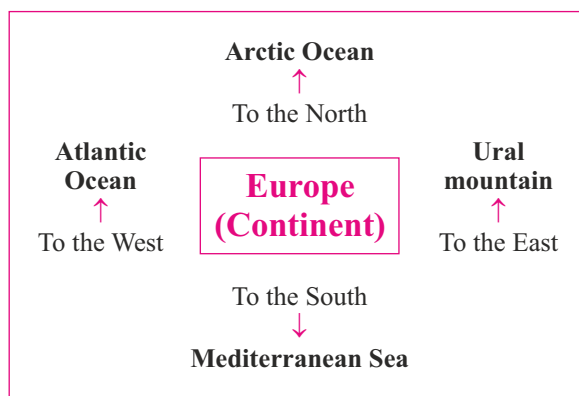 Arctic Ocean
To the North
Atlantic
Ocean
To the West
Europe
(Continent)
Ural
mountain
To the East
To the South
Mediterranean Sea